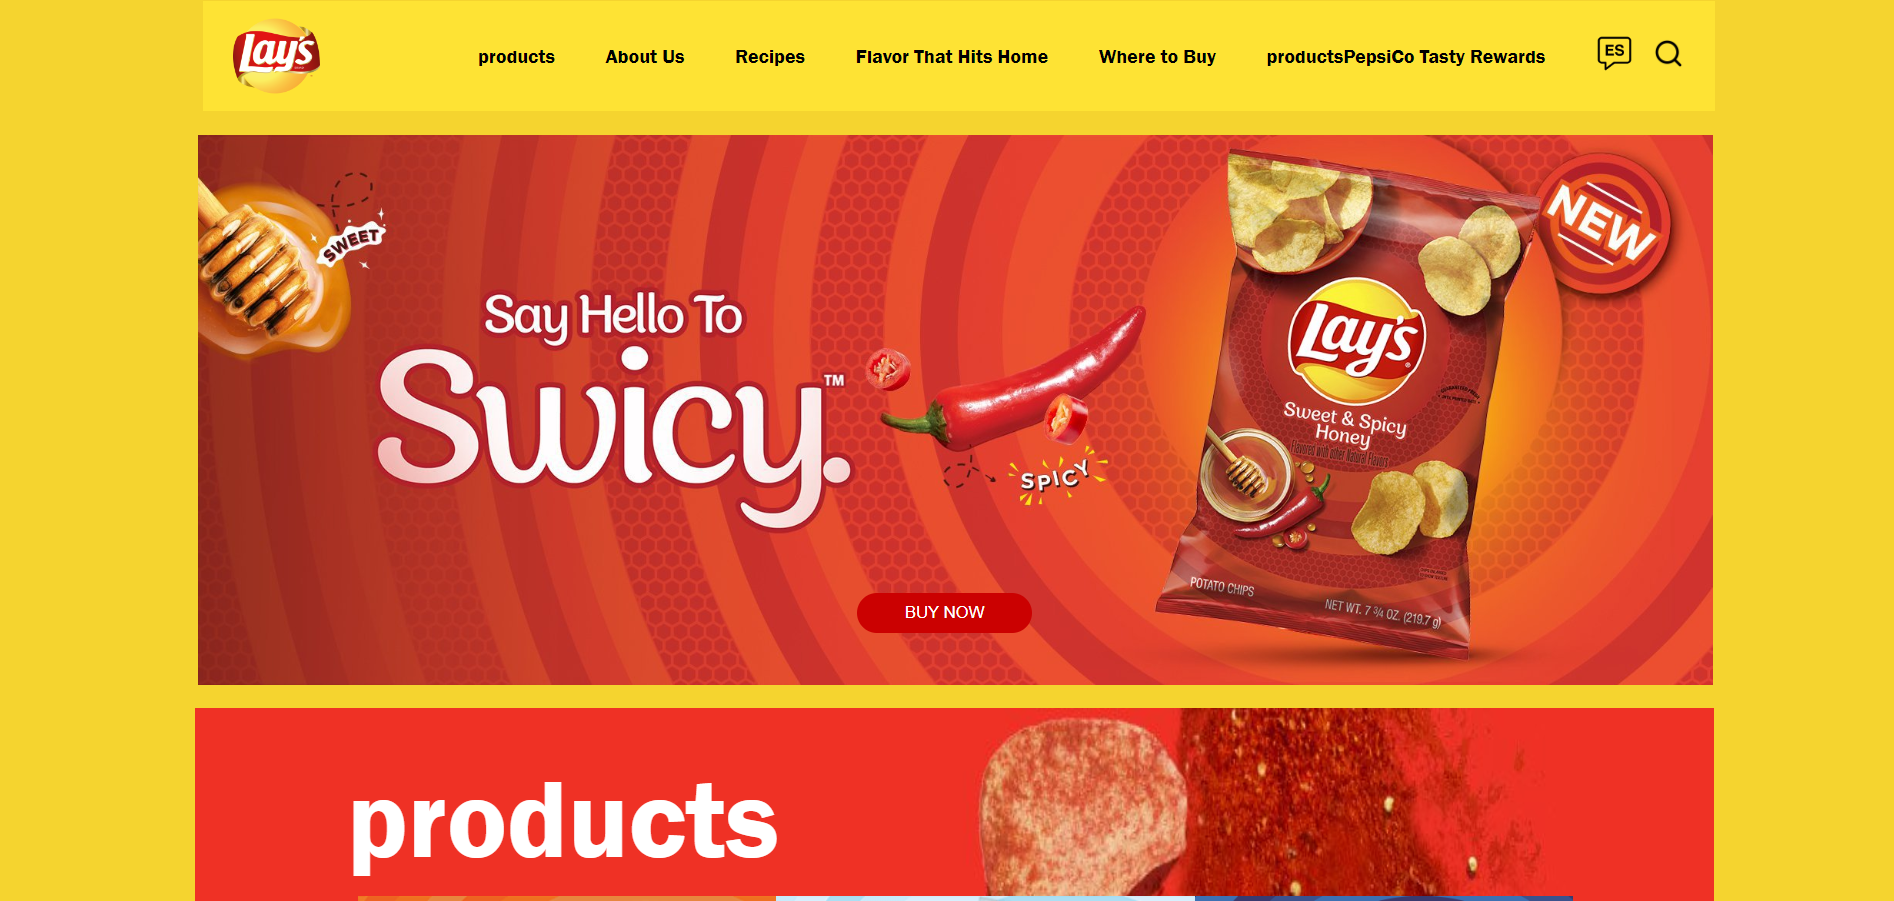 Lay's
products
About Us
Recipes
Flavor That Hits Home
Where to Buy
productsPepsiCo Tasty Rewards
ES
SWEET
Say Hello To
Swicy.™
SPICY
NEW
Lay's
Sweet & Spicy
Honey
Flavored with other Natural Flavors
POTATO CHIPS
NET WT. 7 ¾ OZ. (219.7 g)
BUY NOW
products